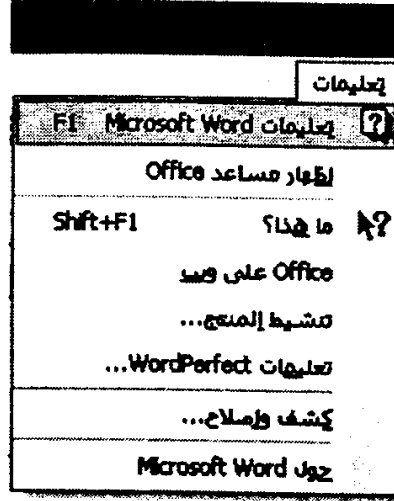 تعليمات
تعليمات Microsoft Word F1
إظهار مساعد Office
ما هذا؟ Shift+F1
Office على ويب
تنشيط المنتج...
تعليمات WordPerfect...
كشف وإصلاح...
حول Microsoft Word